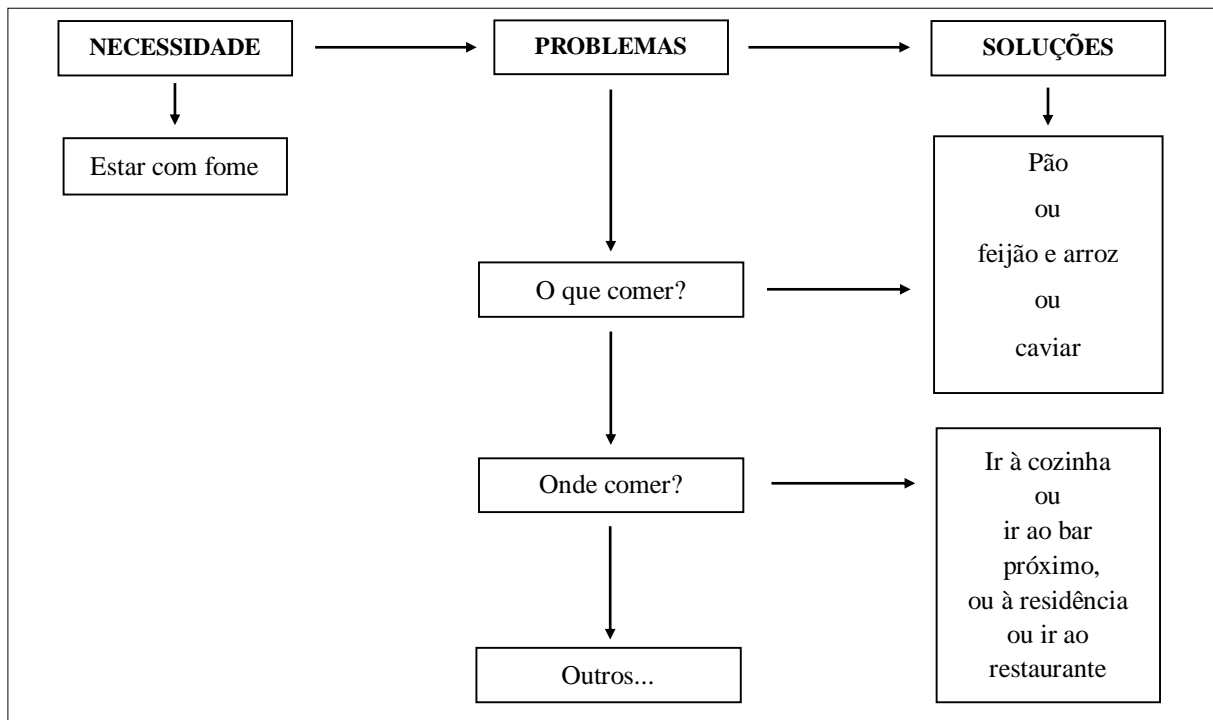 NECESSIDADE
PROBLEMAS
SOLUÇÕES
Estar com fome
Pão
ou
feijão e arroz
ou
caviar
O que comer?
Onde comer?
Ir à cozinha
ou
ir ao bar
próximo,
ou à residência
ou ir ao
restaurante
Outros...